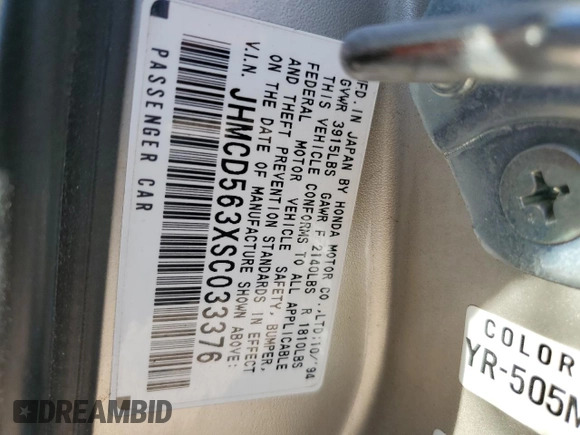 MFD. IN JAPAN BY HONDA MOTOR CO.,LTD:10/'94
GVWR 3915LBS GAWR F 2140LBS R 1810LBS
THIS VEHICLE CONFORMS TO ALL APPLICABLE
FEDERAL MOTOR VEHICLE SAFETY, BUMPER,
AND THEFT PREVENTION STANDARDS IN EFFECT
ON THE DATE OF MANUFACTURE SHOWN ABOVE:
V.I.N. JHMCD563XSC033376
PASSENGER CAR
COLOR
YR-505M
DREAMBID